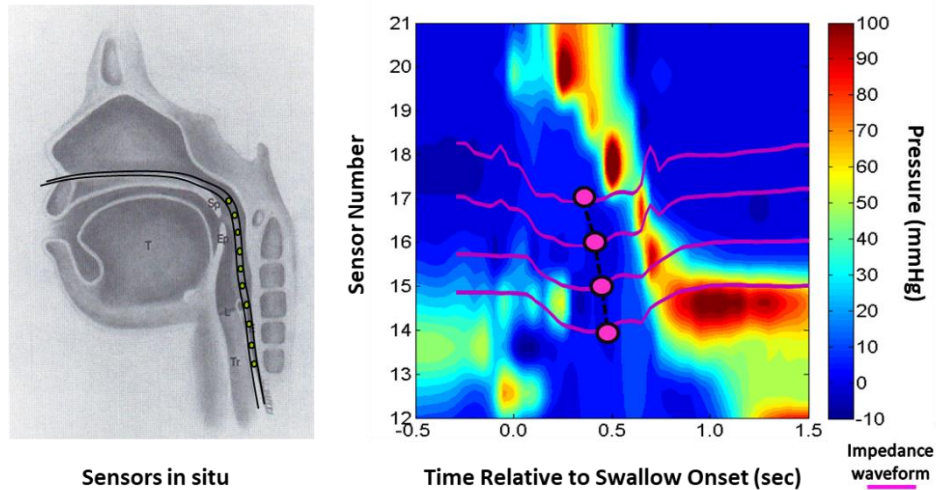 Sp
Ep
T
L
Tr
Sensors in situ
Sensor Number
21
20
19
18
17
16
15
14
13
12
-0.5
0.0
0.5
1.0
1.5
Time Relative to Swallow Onset (sec)
100
90
80
70
60
50
40
30
20
10
0
-10
Pressure (mmHg)
Impedance
waveform